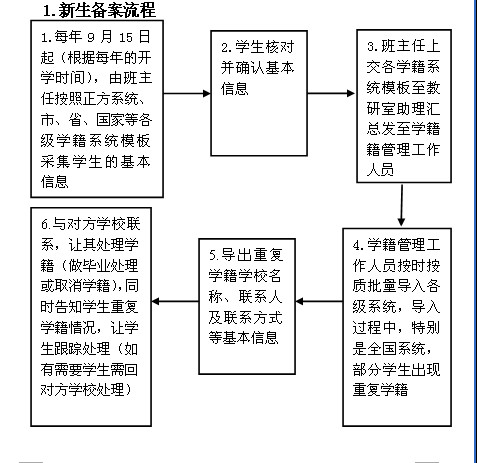 1.新生备案流程
1.每年 9 月 15 日
起（根据每年的开
学时间），由班主
任按照正方系统、
市、省、国家等各
级学籍系统模板
采集学生的基本
信息
2.学生核对
并确认基本
信息
3.班主任上
交各学籍系
统模板至教
研室助理汇
总发至学籍
籍管理工作
人员
4.学籍管理工
作人员按时按
质批量导入各
级系统，导入
过程中，特别
是全国系统，
部分学生出现
重复学籍
5.导出重复
学籍学校名
称、联系人
及联系方式
等基本信息
6.与对方学校联
系，让其处理学
籍（做毕业处理
或取消学籍），同
时告知学生重复
学籍情况，让学
生跟踪处理（如
有需要学生需回
对方学校处理）